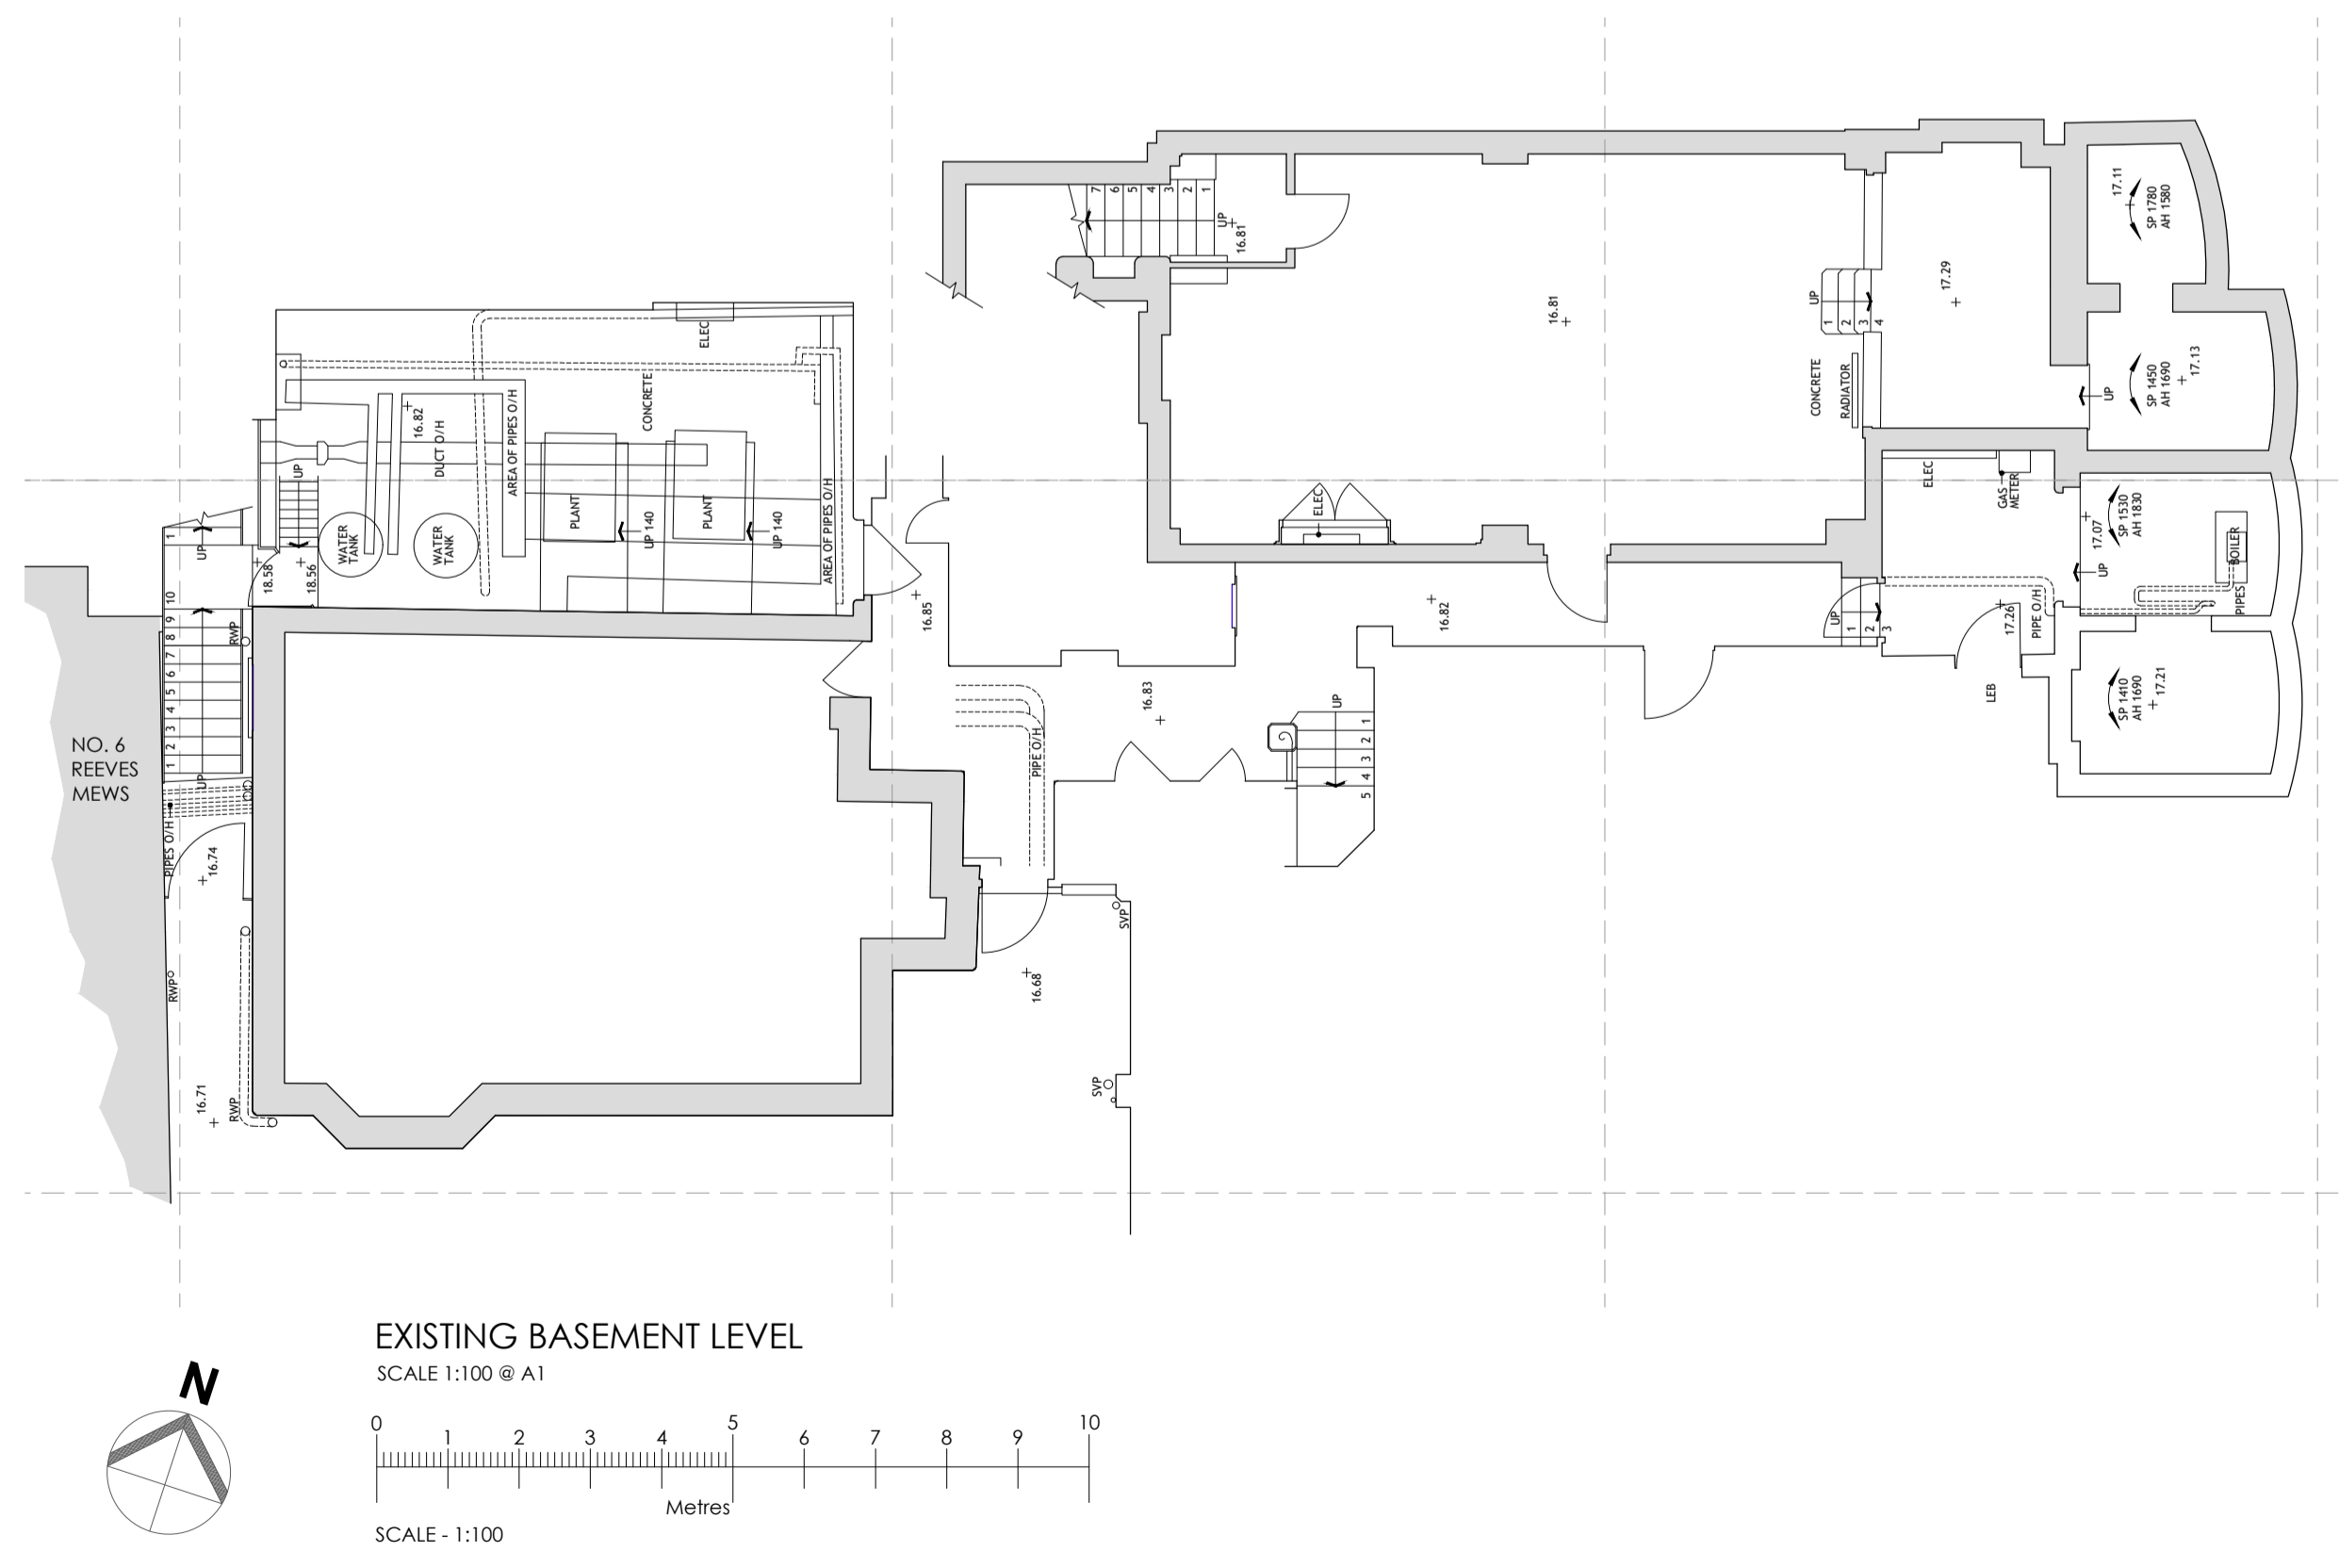 7
6
5
4
3
2
1
UP
16.81
16.81
UP
1
2
3
4
CONCRETE
RADIATOR
17.29
17.11
SP 1780
AH 1580
SP 1450
AH 1690
17.13
UP
ELEC
CONCRETE
AREA OF PIPES O/H
16.82
DUCT O/H
UP
WATER
TANK
WATER
TANK
PLANT
UP 140
PLANT
UP 140
AREA OF PIPES O/H
18.58
18.56
1
UP
10
9
8
7
6
5
4
3
2
1
UP
RWP
ELEC
ELEC
GAS
METER
17.07
SP 1530
AH 1830
BOILER
UP
PIPES
PIPE O/H
17.26
LEB
UP
1
2
3
16.85
16.82
16.83
PIPE O/H
UP
1
2
3
4
5
SP 1410
AH 1690
17.21
NO. 6
REEVES
MEWS
PIPES O/H
16.74
RWP
16.71
RWP
SVP
16.68
SVP
EXISTING BASEMENT LEVEL
SCALE 1:100 @ A1
N
0 1 2 3 4 5 6 7 8 9 10
Metres
SCALE - 1:100